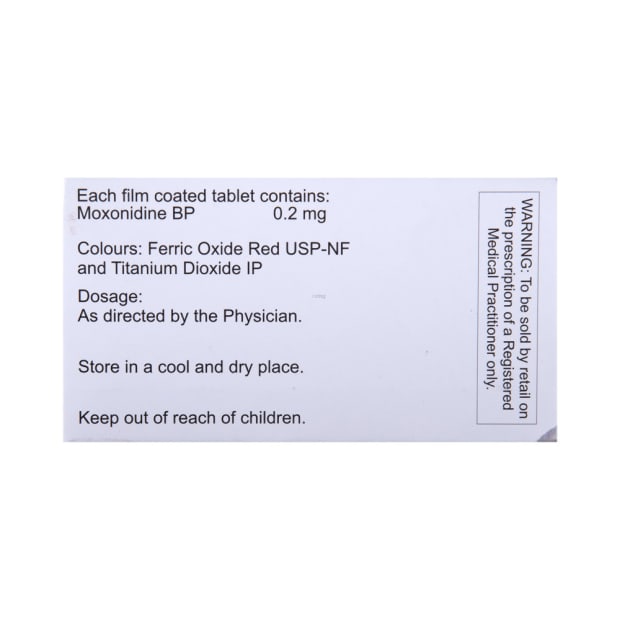 Each film coated tablet contains:
Moxonidine BP 0.2 mg
Colours: Ferric Oxide Red USP-NF
and Titanium Dioxide IP
Dosage:
As directed by the Physician.
Store in a cool and dry place.
Keep out of reach of children.
WARNING: To be sold by retail on
the prescription of a Registered
Medical Practitioner only.